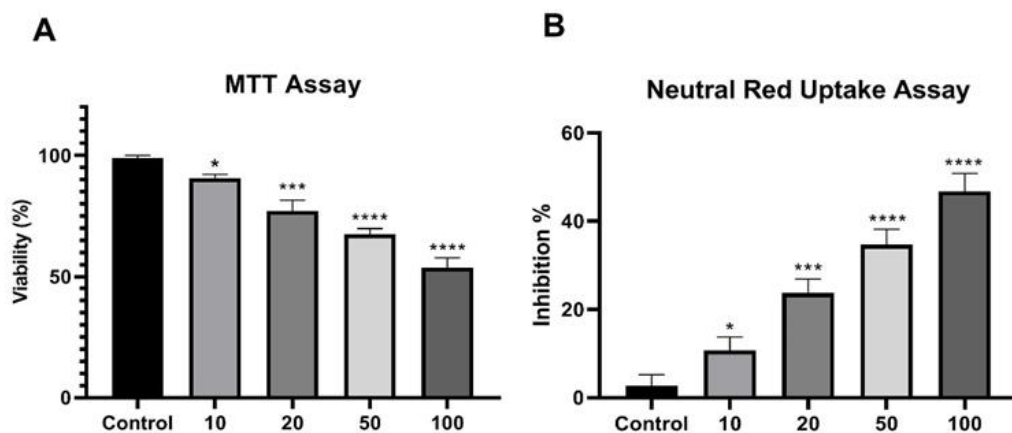 A
MTT Assay
Viability (%)
100
50
0
*
***
****
****
Control 10 20 50 100
B
Neutral Red Uptake Assay
Inhibition %
60
40
20
0
*
***
****
****
Control 10 20 50 100